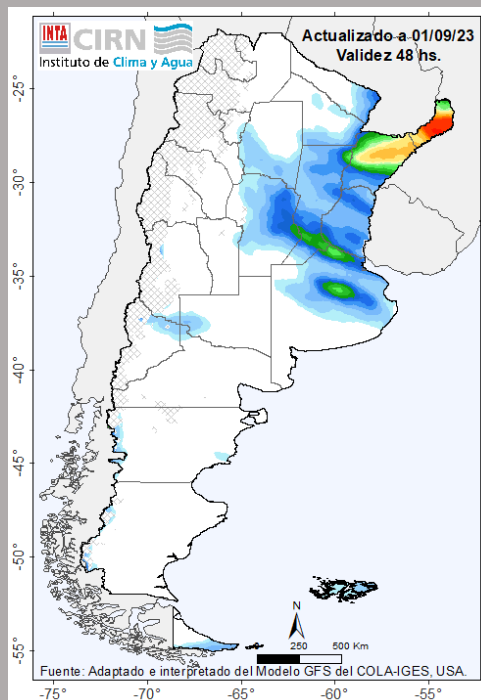 INTA CIRN
Instituto de Clima y Agua
Actualizado a 01/09/23
Validez 48 hs.
-25°
-30°
-35°
-40°
-45°
-50°
-55°
N
250 500 Km
Fuente: Adaptado e interpretado del Modelo GFS del COLA-IGES, USA.
-75 -70 -65 -60 -55